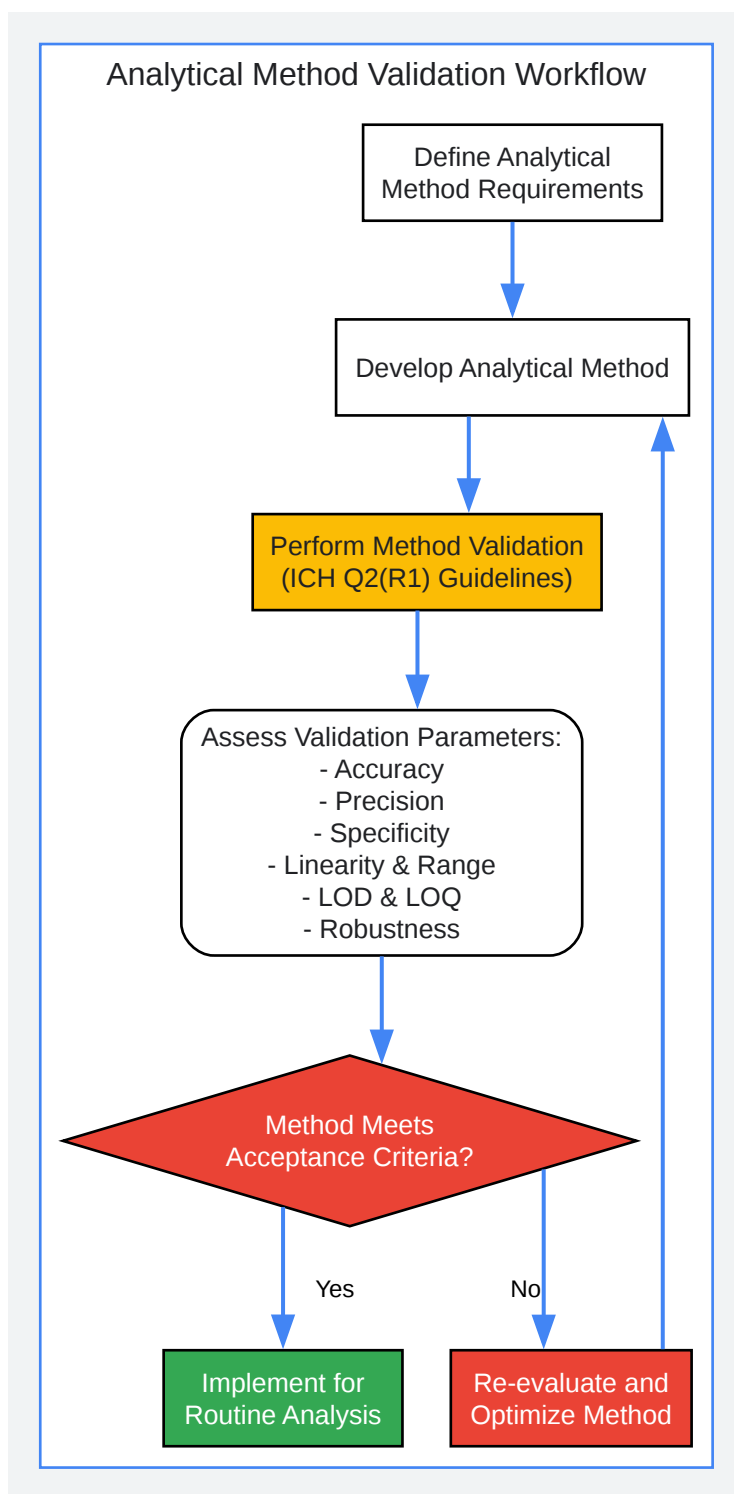 Analytical Method Validation Workflow
Define Analytical
Method Requirements
Develop Analytical Method
Perform Method Validation
(ICH Q2(R1) Guidelines)
Assess Validation Parameters:
- Accuracy
- Precision
- Specificity
- Linearity & Range
- LOD & LOQ
- Robustness
Method Meets
Acceptance Criteria?
Yes
No
Implement for
Routine Analysis
Re-evaluate and
Optimize Method